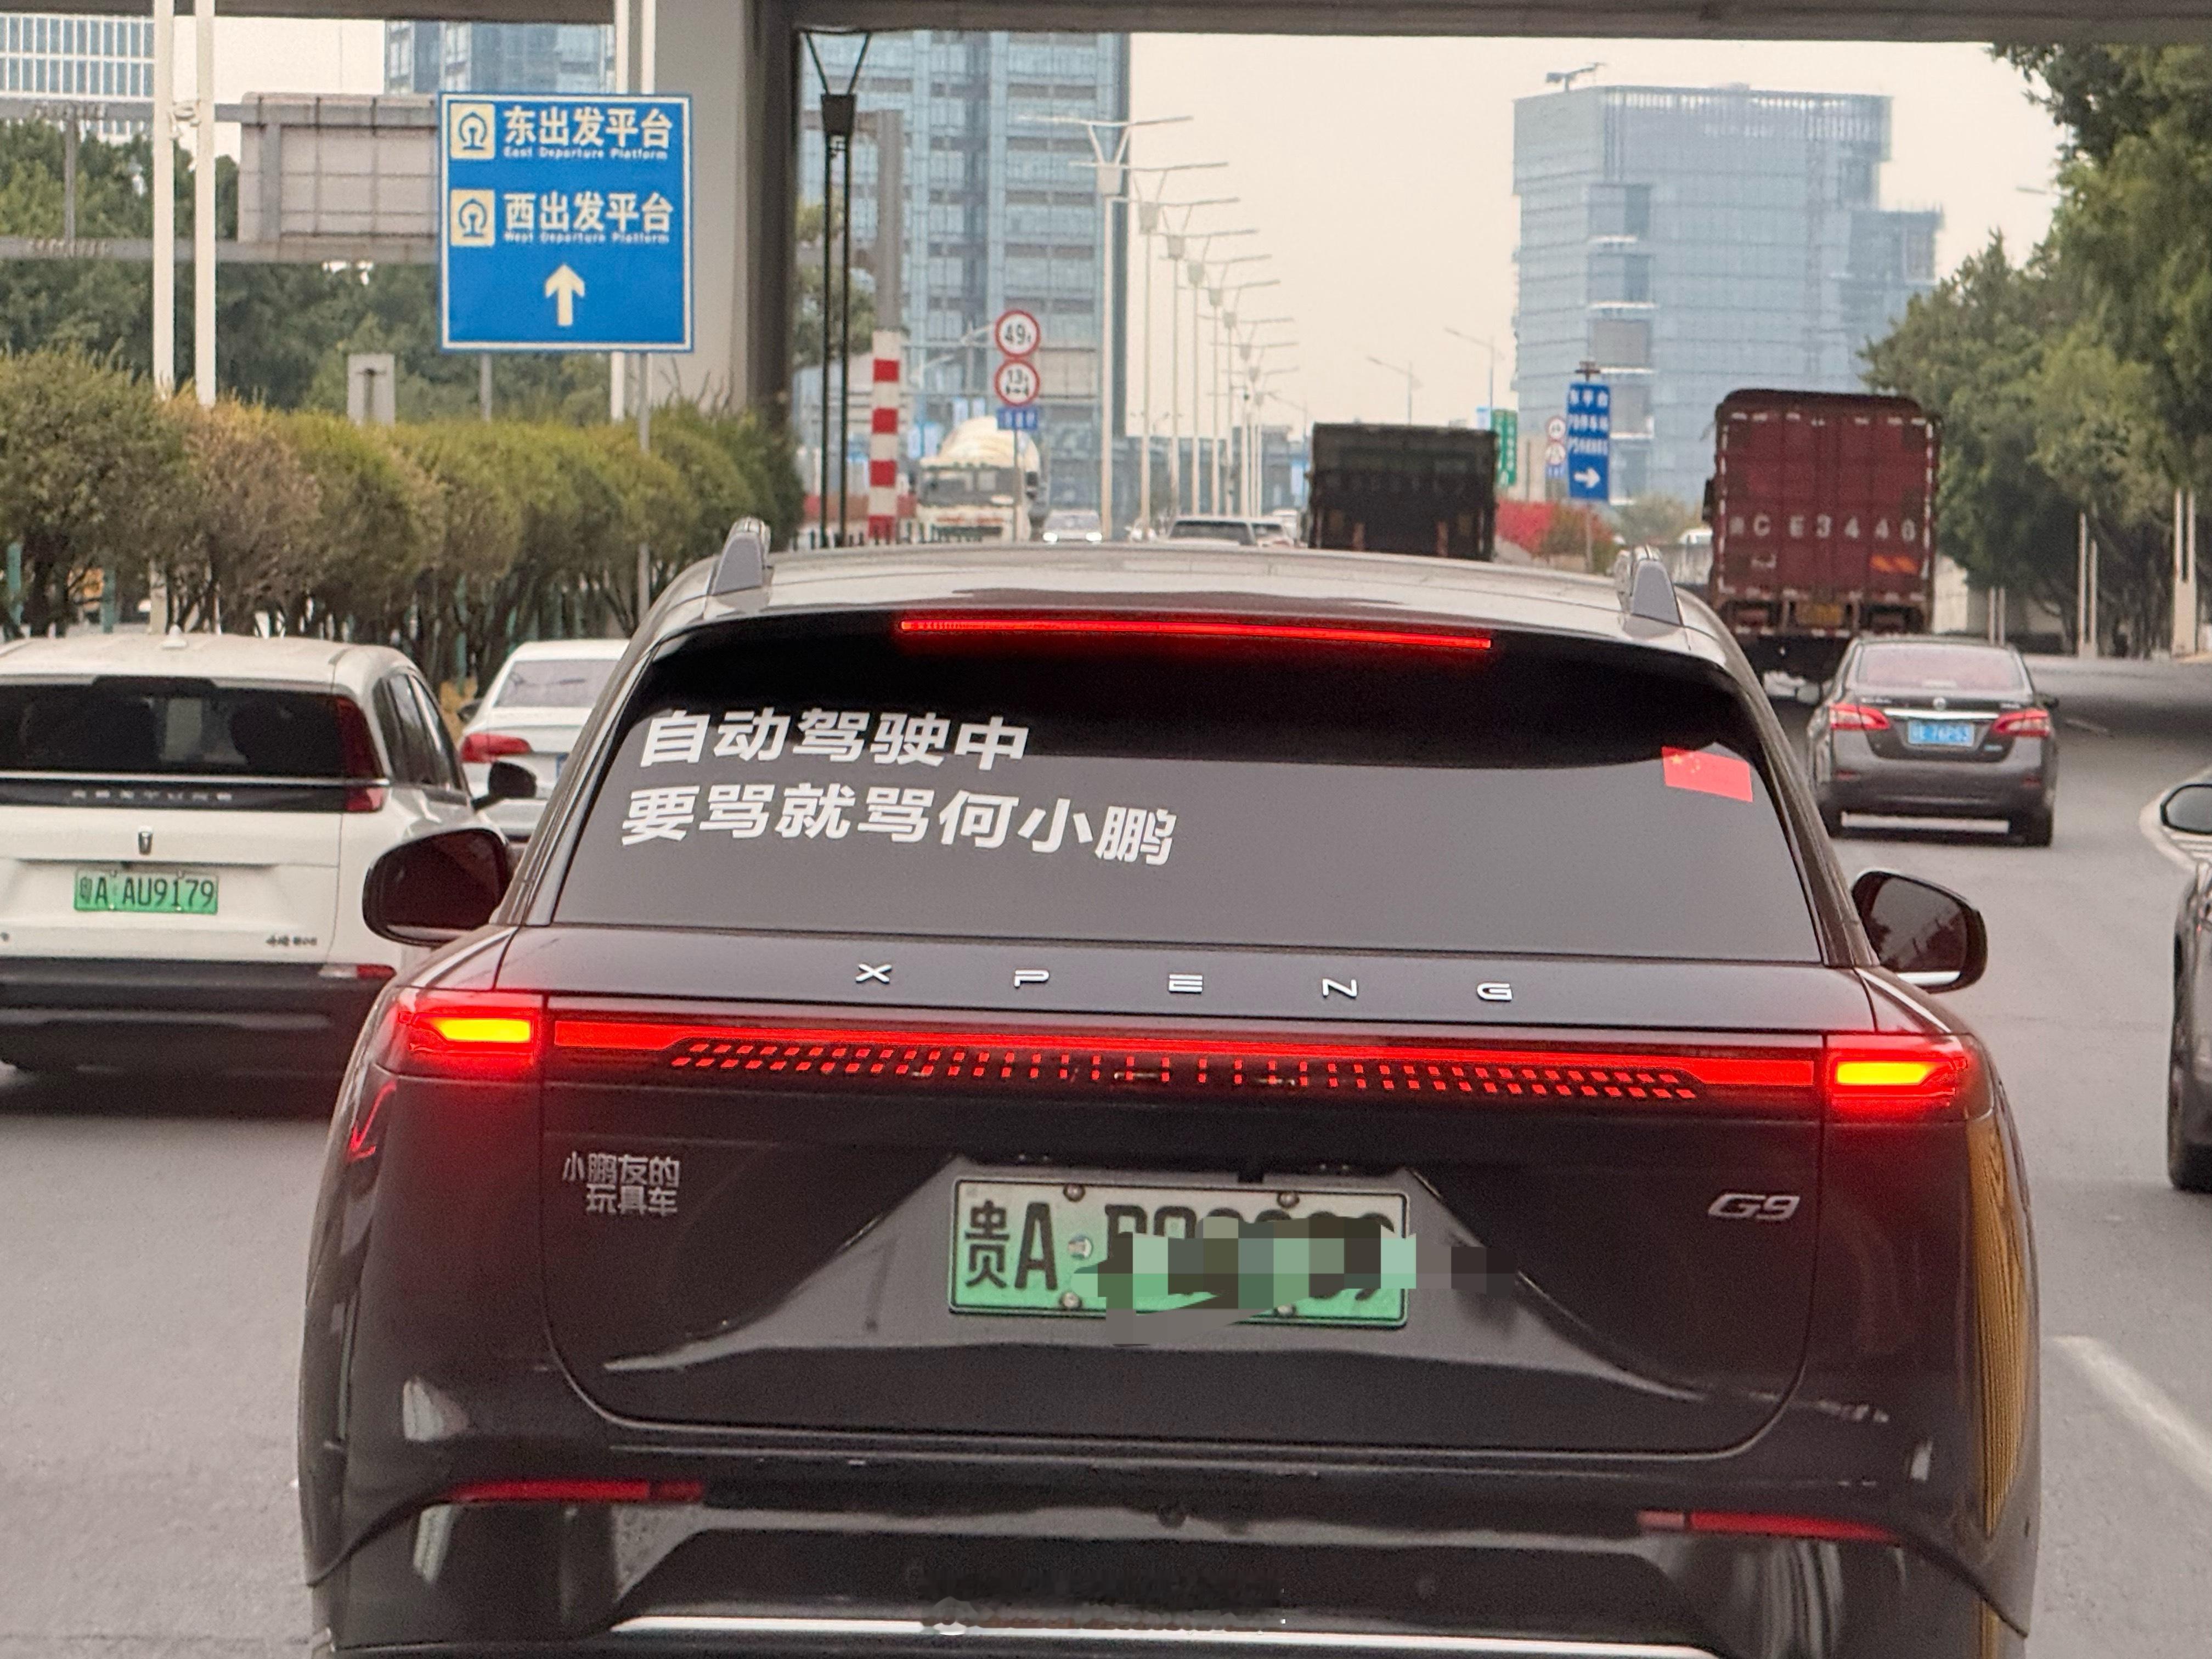 东出发平台
East Departure Platform
西出发平台
West Departure Platform
49t
13t
自动驾驶中
要骂就骂何小鹏
粤A·AU9179
XPENG
小鹏友的
玩具车
G9
贵A